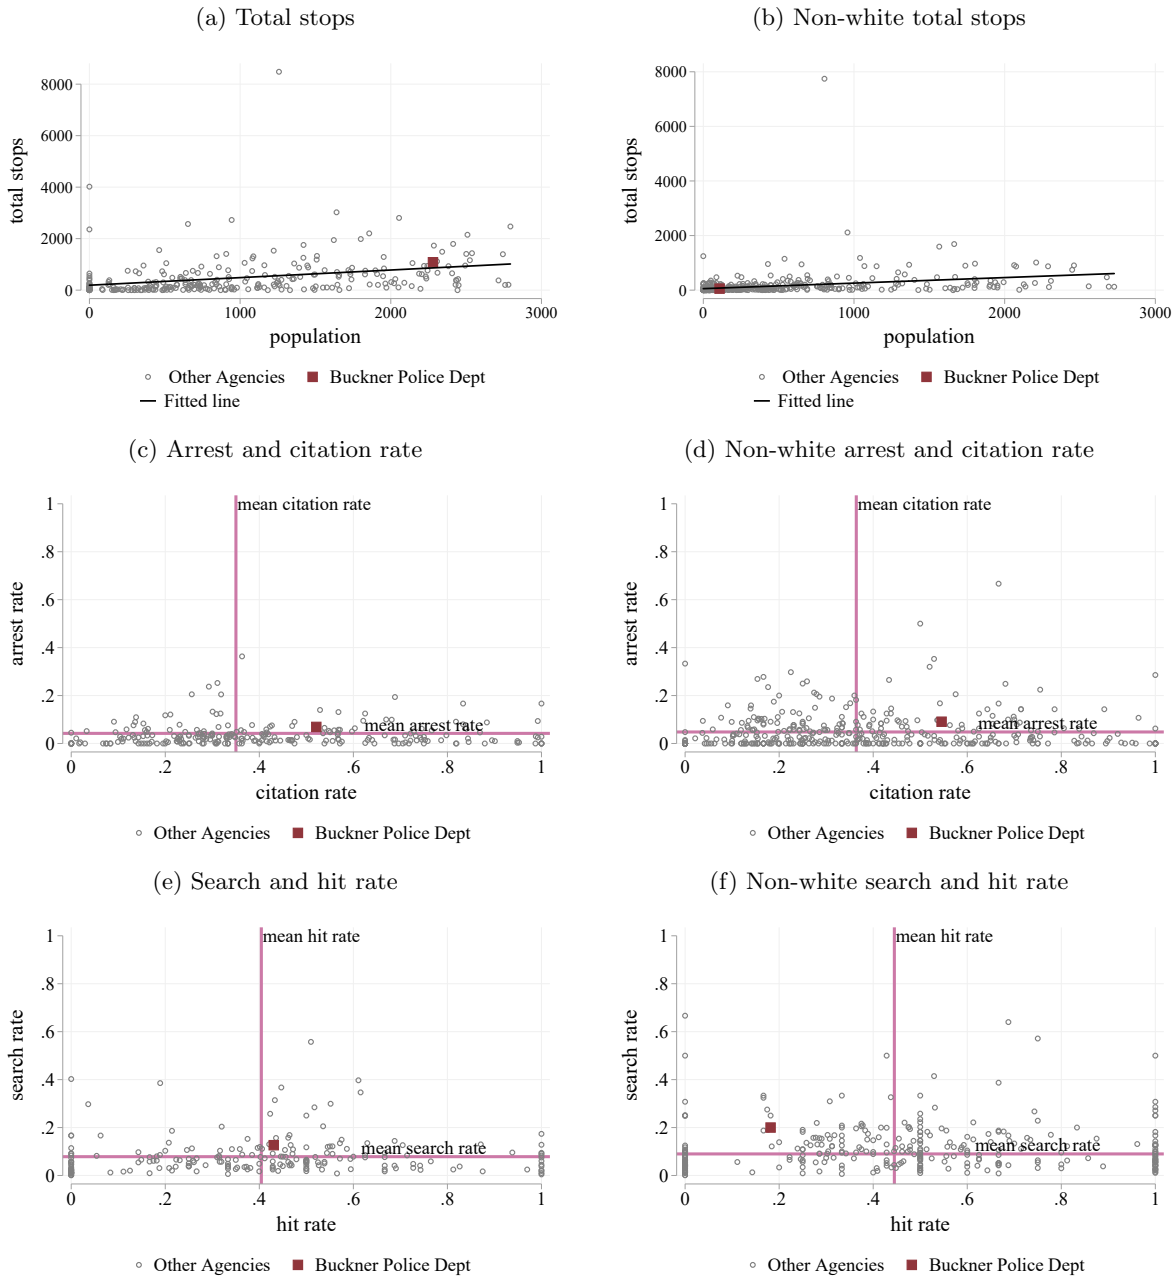 (a) Total stops
(b) Non-white total stops
8000
6000
4000
2000
0
total stops
0 1000 2000 3000
population
Other Agencies Buckner Police Dept
Fitted line
8000
6000
4000
2000
0
total stops
0 1000 2000 3000
population
Other Agencies Buckner Police Dept
Fitted line
(c) Arrest and citation rate
(d) Non-white arrest and citation rate
1
.8
.6
.4
.2
0
arrest rate
mean citation rate
mean arrest rate
0 .2 .4 .6 .8 1
citation rate
Other Agencies Buckner Police Dept
1
.8
.6
.4
.2
0
arrest rate
mean citation rate
mean arrest rate
0 .2 .4 .6 .8 1
citation rate
Other Agencies Buckner Police Dept
(e) Search and hit rate
(f) Non-white search and hit rate
1
.8
.6
.4
.2
0
search rate
mean hit rate
mean search rate
0 .2 .4 .6 .8 1
hit rate
Other Agencies Buckner Police Dept
1
.8
.6
.4
.2
0
search rate
mean hit rate
mean search rate
0 .2 .4 .6 .8 1
hit rate
Other Agencies Buckner Police Dept